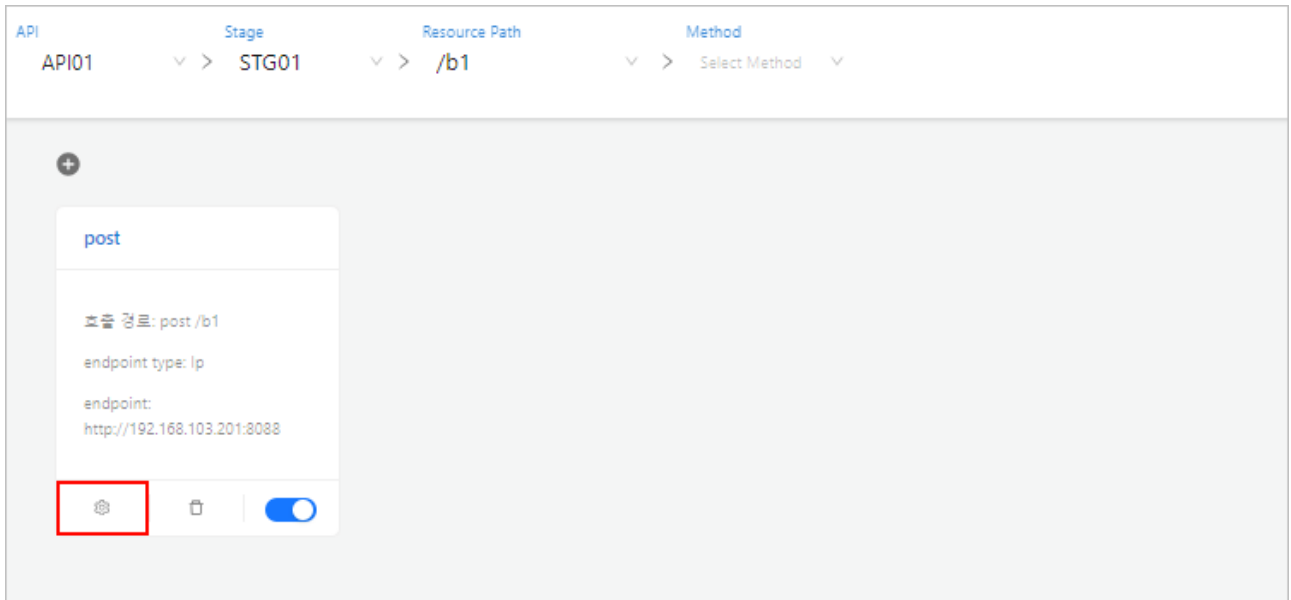 API Stage Resource Path Method
API01 > STG01 > /b1 > Select Method
post
호출 경로: post /b1
endpoint type: Ip
endpoint:
http://192.168.103.201:8088